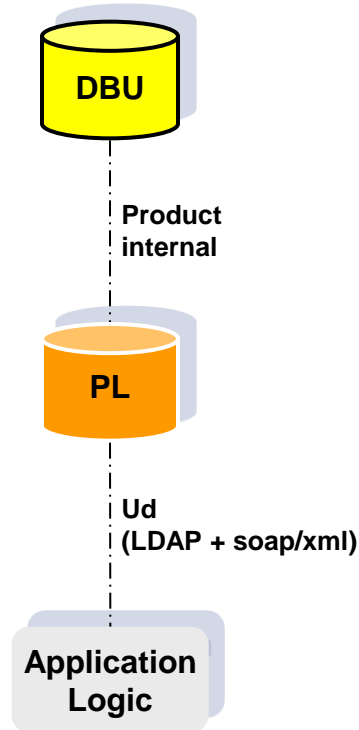 DBU
Product
internal
PL
Ud
(LDAP + soap/xml)
Application
Logic